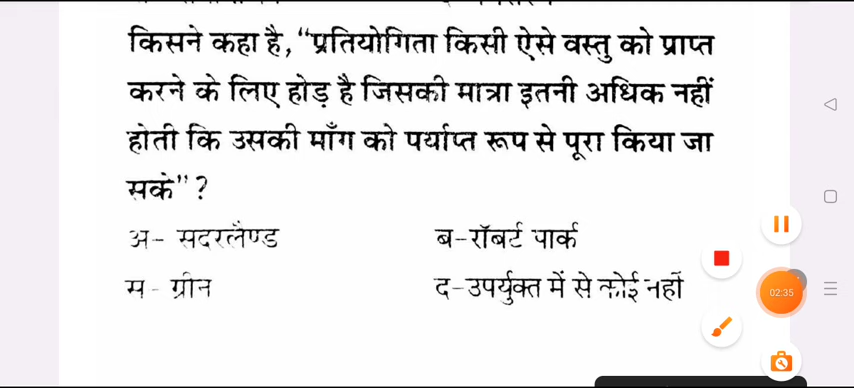 किसने कहा है, “प्रतियोगिता किसी ऐसे वस्तु को प्राप्त
करने के लिए होड़ है जिसकी मात्रा इतनी अधिक नहीं
होती कि उसकी माँग को पर्याप्त रूप से पूरा किया जा
सके” ?
अ- सदरलैण्ड ब-रॉबर्ट पार्क
स- ग्रीन द-उपर्युक्त में से कोई नहीं
02:35